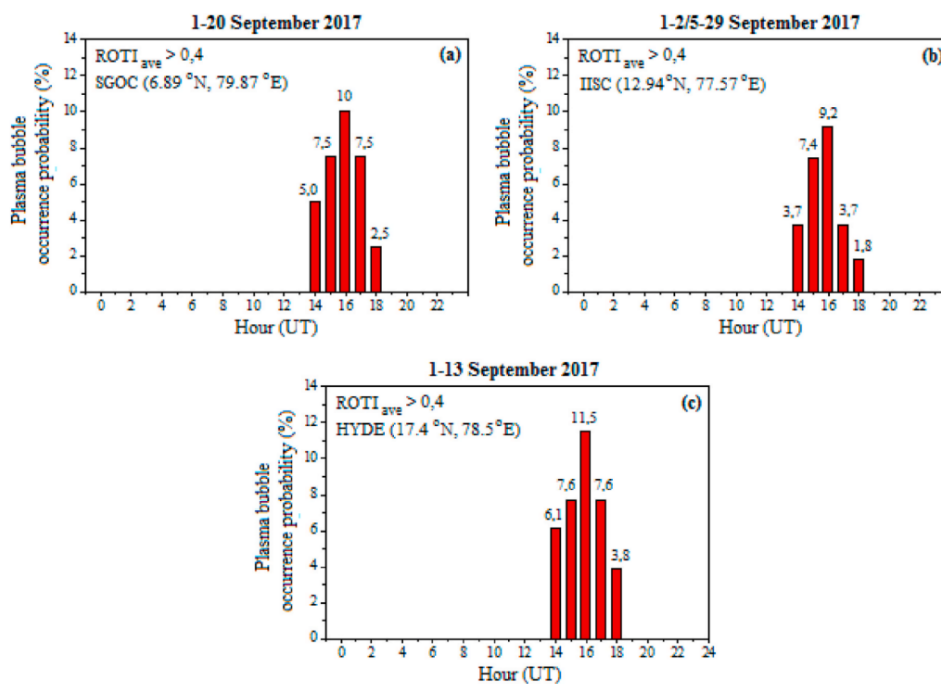 1-20 September 2017
14
12
10
8
6
4
2
0
Plasma bubble
occurrence probability (%)
ROTI ave > 0,4
(a)
SGOC (6.89 °N, 79.87 °E)
5,0
7,5
10
7,5
2,5
0 2 4 6 8 10 12 14 16 18 20 22
Hour (UT)
1-2/5-29 September 2017
14
12
10
8
6
4
2
0
Plasma bubble
occurrence probability (%)
ROTI ave > 0,4
(b)
IISC (12.94°N, 77.57°E)
3,7
7,4
9,2
3,7
1,8
0 2 4 6 8 10 12 14 16 18 20 22
Hour (UT)
1-13 September 2017
14
12
10
8
6
4
2
0
Plasma bubble
occurrence probability (%)
ROTI ave > 0,4
(c)
HYDE (17.4 °N, 78.5°E)
6,1
7,6
11,5
7,6
3,8
0 2 4 6 8 10 12 14 16 18 20 22 24
Hour (UT)